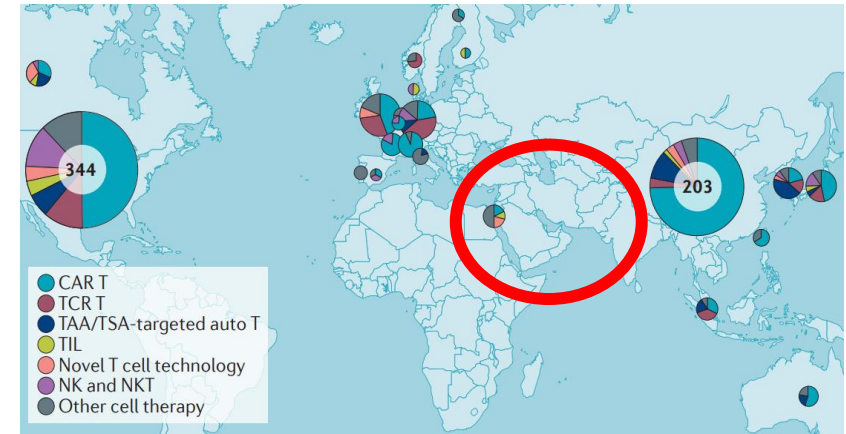 344
203
CAR T
TCR T
TAA/TSA-targeted auto T
TIL
Novel T cell technology
NK and NKT
Other cell therapy